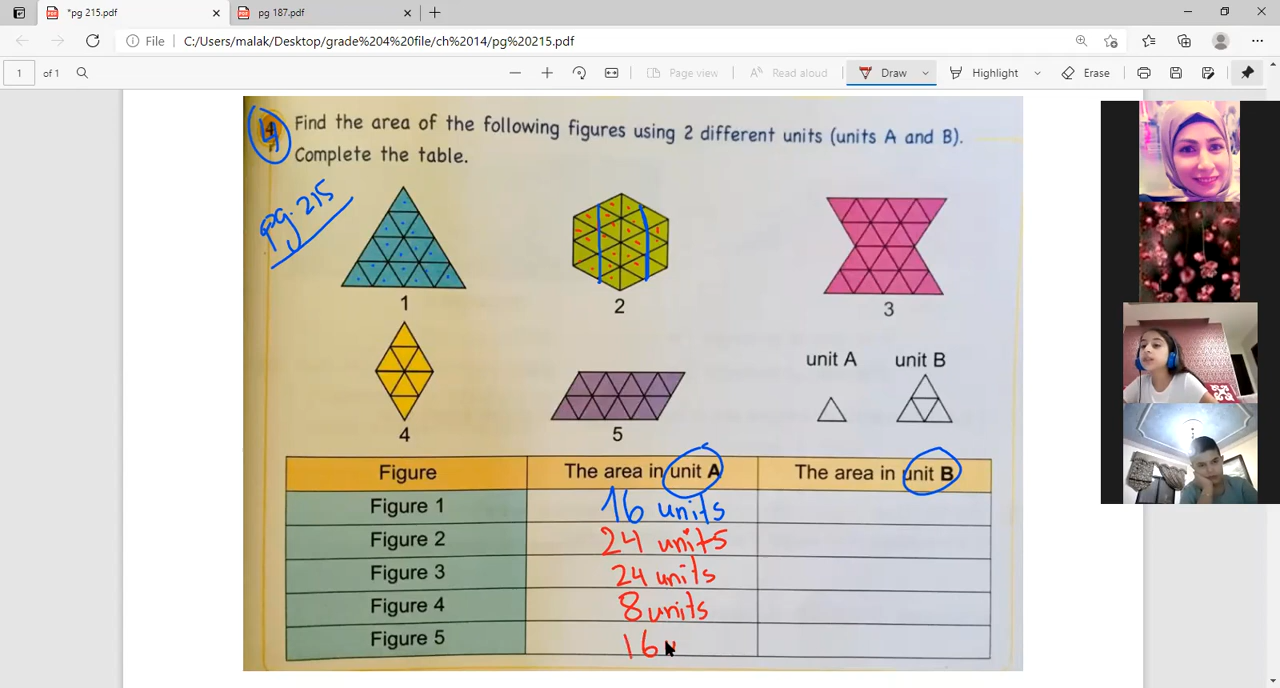 *pg 215.pdf
pg 187.pdf
File C:/Users/malak/Desktop/grade%204%20file/ch%2014/pg%20215.pdf
1 of 1
Page view
Read aloud
Draw
Highlight
Erase
4 Find the area of the following figures using 2 different units (units A and B).
Complete the table.
pg. 215
1
2
3
unit A unit B
4
5
Figure The area in unit A The area in unit B
Figure 1 16 units
Figure 2 24 units
Figure 3 24 units
Figure 4 8 units
Figure 5 16